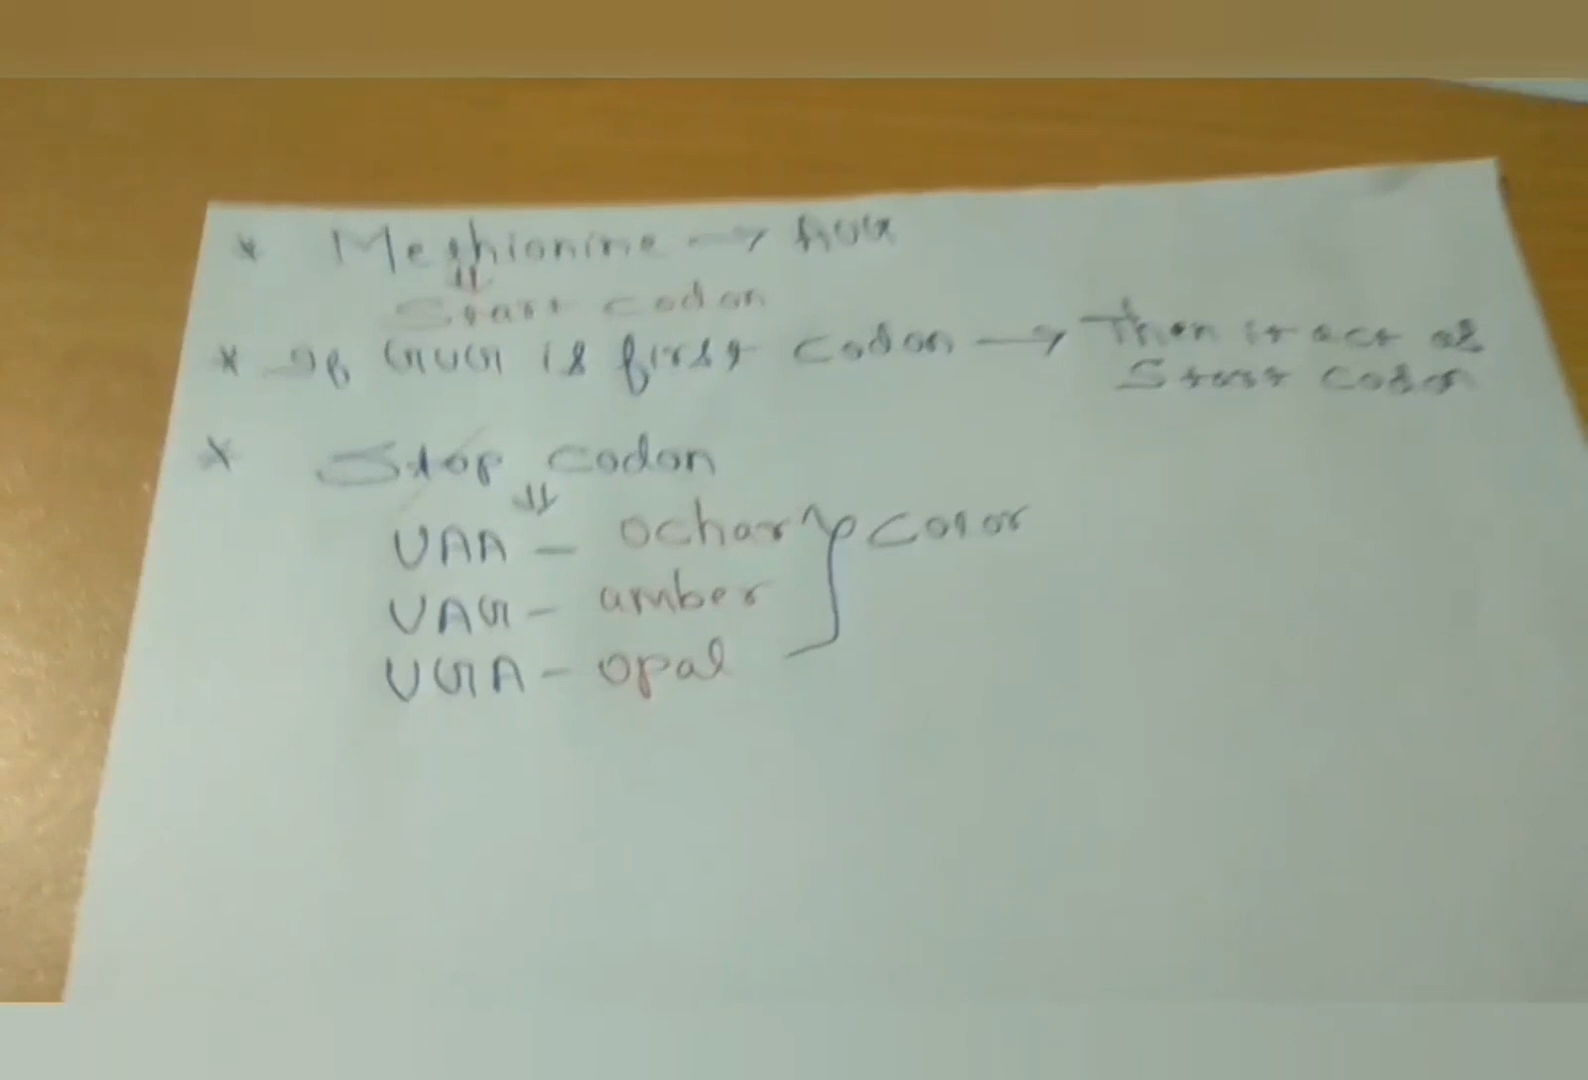 * Methionine → AUG
⇓
Start codon
* If GUG is first codon → Then it act as
Start codon
* Stop codon
⇓
UAA - ochar } color
UAG - amber
UGA - opal